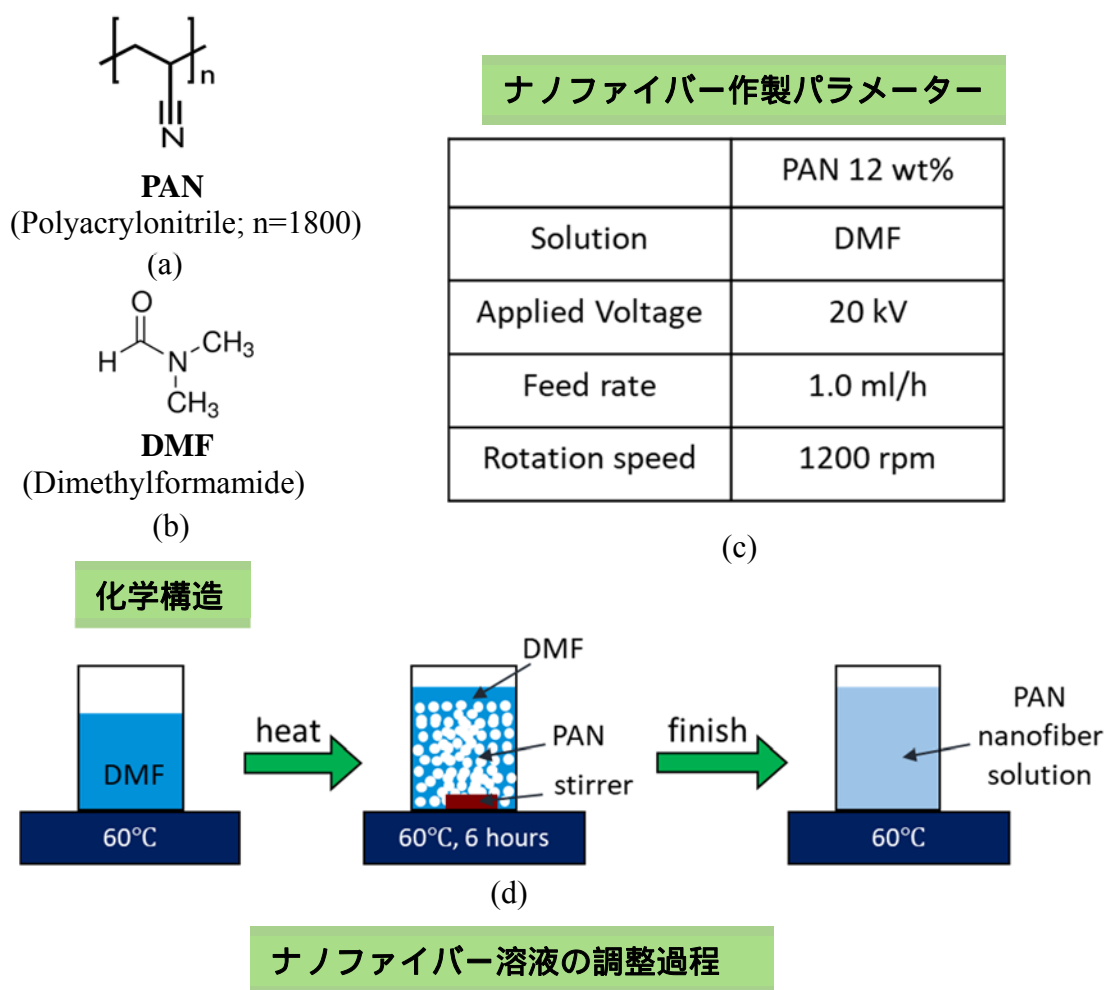 n
N
PAN
(Polyacrylonitrile; n=1800)
(a)
O
H
N
CH₃
CH₃
DMF
(Dimethylformamide)
(b)
化学構造
ナノファイバー作製パラメーター
PAN 12 wt%
Solution DMF
Applied Voltage 20 kV
Feed rate 1.0 ml/h
Rotation speed 1200 rpm
(c)
DMF
60℃
heat
DMF
PAN
stirrer
60℃, 6 hours
finish
PAN
nanofiber
solution
60℃
(d)
ナノファイバー溶液の調整過程